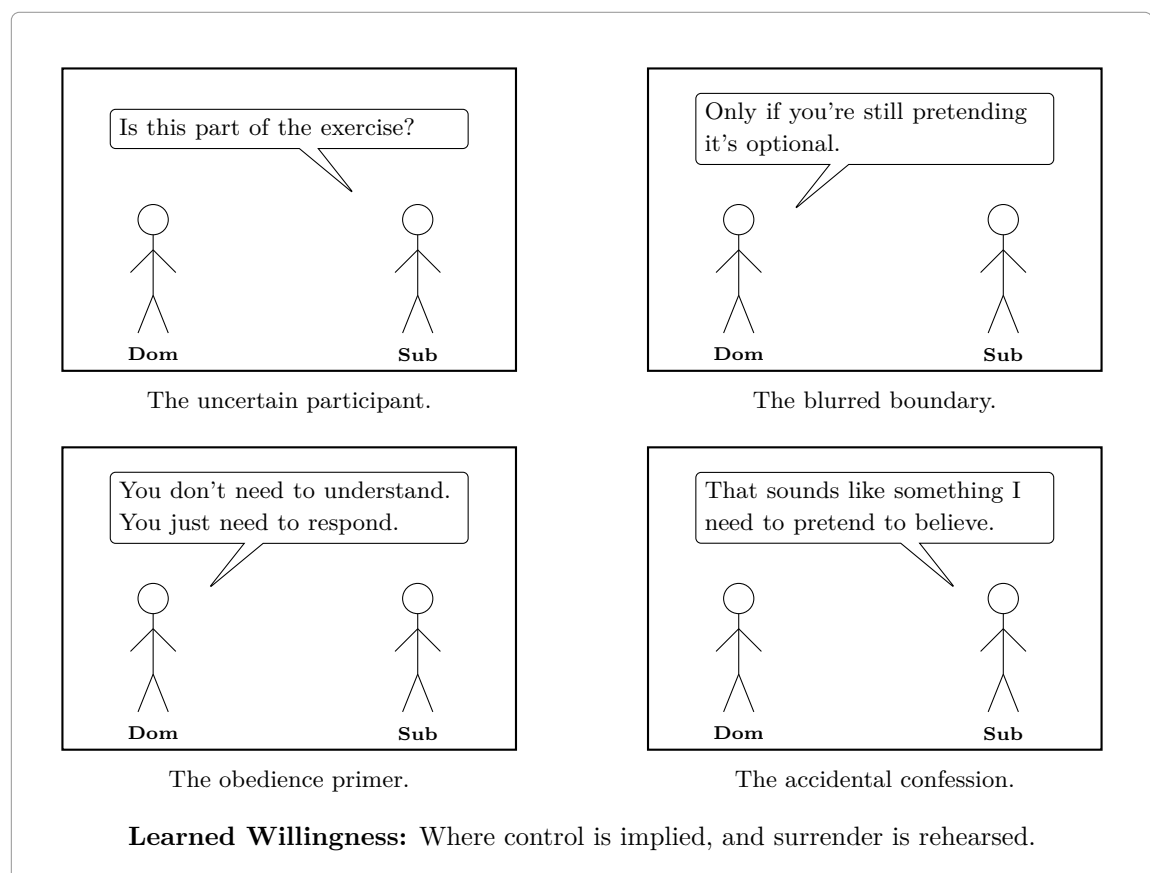 Is this part of the exercise?
Dom
Sub
The uncertain participant.
Only if you're still pretending
it's optional.
Dom
Sub
The blurred boundary.
You don't need to understand.
You just need to respond.
Dom
Sub
The obedience primer.
That sounds like something I
need to pretend to believe.
Dom
Sub
The accidental confession.
Learned Willingness: Where control is implied, and surrender is rehearsed.